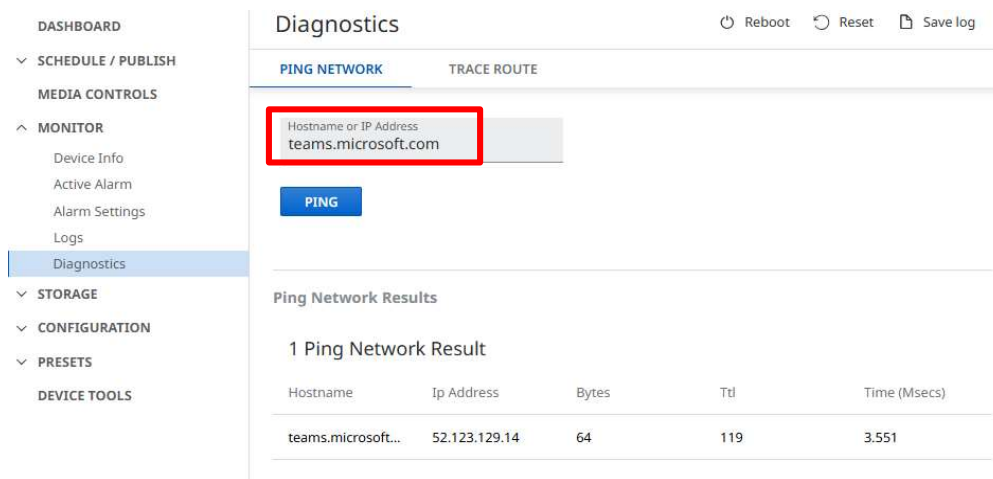 DASHBOARD
SCHEDULE / PUBLISH
MEDIA CONTROLS
MONITOR
Device Info
Active Alarm
Alarm Settings
Logs
Diagnostics
STORAGE
CONFIGURATION
PRESETS
DEVICE TOOLS
Diagnostics
Reboot Reset Save log
PING NETWORK TRACE ROUTE
Hostname or IP Address
teams.microsoft.com
PING
Ping Network Results
1 Ping Network Result
Hostname Ip Address Bytes Ttl Time (Msecs)
teams.microsoft... 52.123.129.14 64 119 3.551